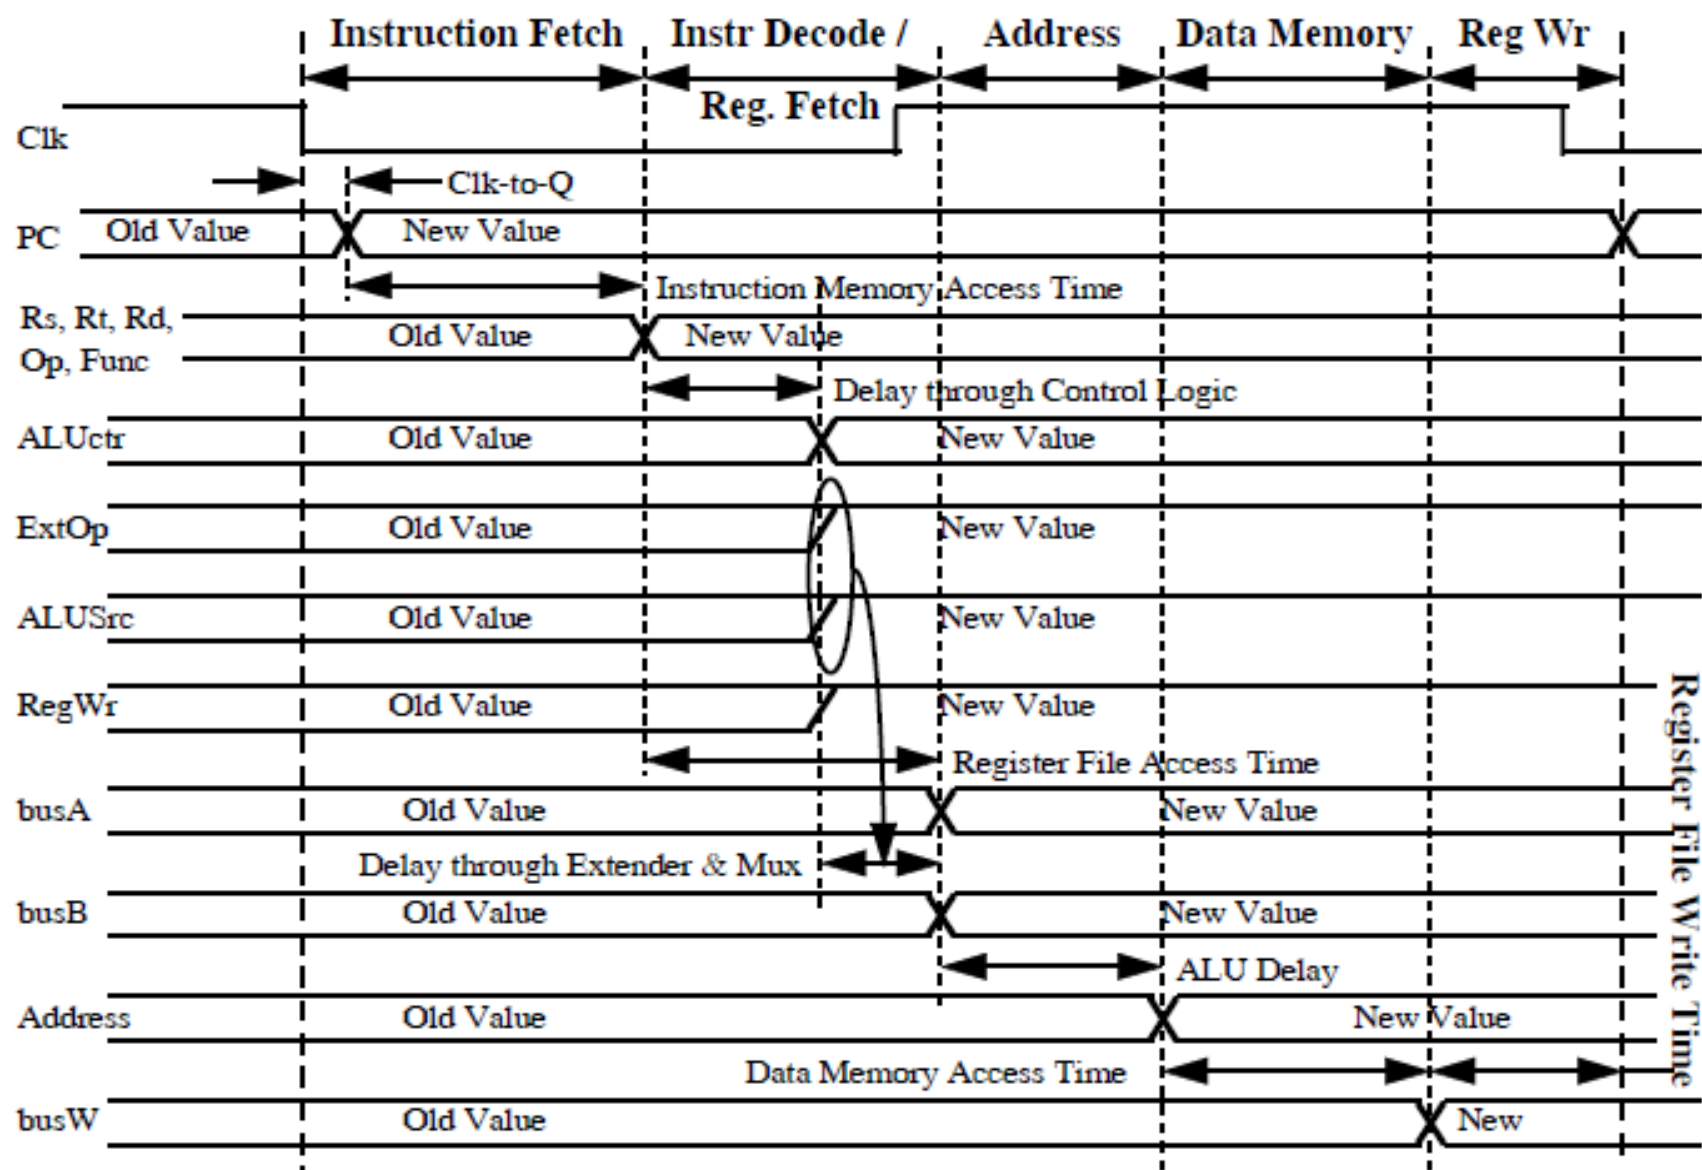 Instruction Fetch Instr Decode / Address Data Memory Reg Wr
Reg. Fetch
Clk
Clk-to-Q
PC Old Value New Value
Instruction Memory Access Time
Rs, Rt, Rd,
Op, Func
Old Value New Value
Delay through Control Logic
ALUctr Old Value New Value
ExtOp Old Value New Value
ALUSrc Old Value New Value
RegWr Old Value New Value
Register File Access Time
busA Old Value New Value
Delay through Extender & Mux
busB Old Value New Value
ALU Delay
Address Old Value New Value
Data Memory Access Time
busW Old Value New
Register File Write Time